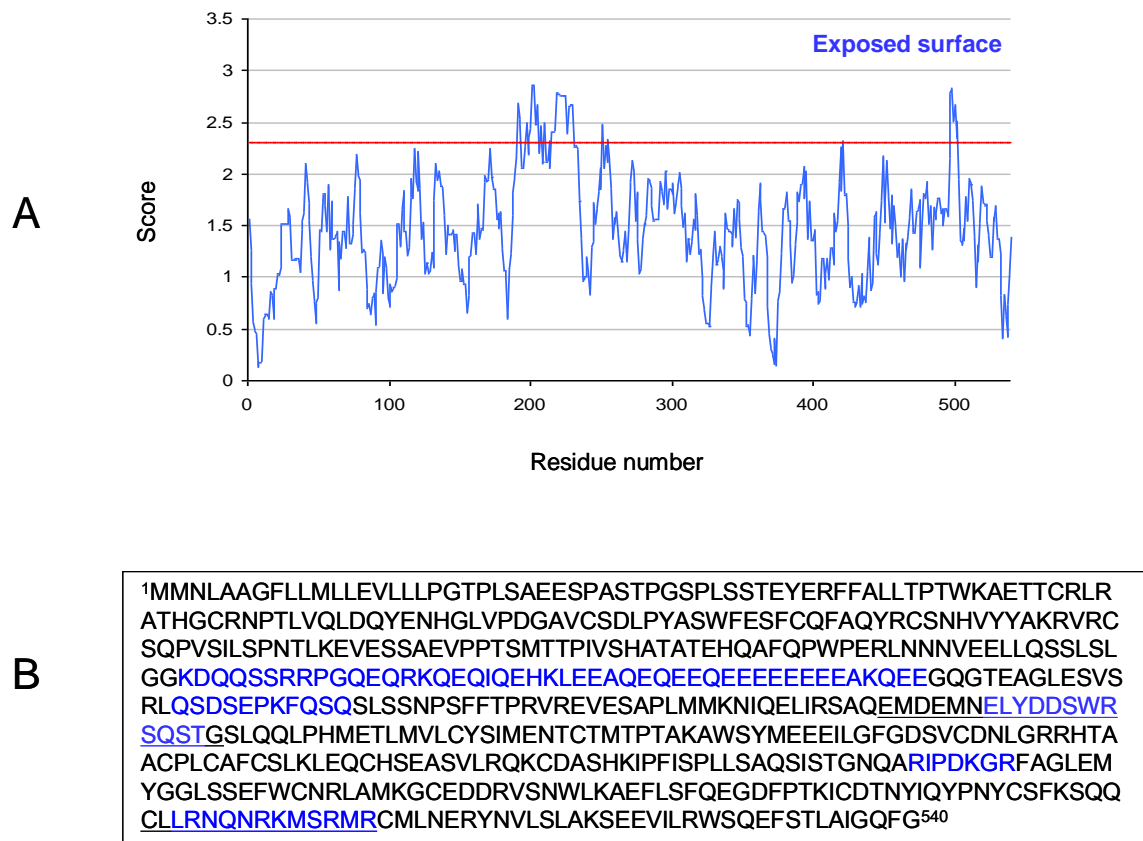 A
Exposed surface
Score
3.5
3
2.5
2
1.5
1
0.5
0
0 100 200 300 400 500
Residue number
B
¹MMNLAAGFLLMLLEVLLLPGTPLSAEESPASTPGSPLSSTEYERFFALLTPTWKAETTCRLR
ATHGCRNPTLVQLDQYENHGLVPDGAVCSDLPYASWFESFCQFAQYRCSNHVYYAKRVRC
SQPVSILSPNTLKEVESSAEVPPTSMTTPIVSHATATEHQAFQPWPERLNNNVEELLQSSLSL
GGKDQQSSRRPGQEQRKQEQIQEHKLEEAQEQEEQEEEEEEEEAKQEEGQGTEAGLESVS
RLQSDSEPKFQSQSLSSNPSFFTPRVREVESAPLMMKNIQELIRSAQEMDEMNELYDDSWR
SQSTGSLQQLPHMETLMVLCYSIMENTCTMTPTAKAWSYMEEEILGFGDSVCDNLGRRHTA
ACPLCAFCSLKLEQCHSEASVLRQKCDASHKIPFISPLLSAQSISTGNQARIPDKGRFAGLEM
YGGLSSEFWCNRLAMKGCEDDRVSNWLKAEFLSFQEGDFPTKICDTNYIQYPNYCSFKSQQ
CLLRNQNRKMSRMRCMLNERYNVLSLAKSEEVILRWSQEFSTLAIGQFG⁵⁴⁰